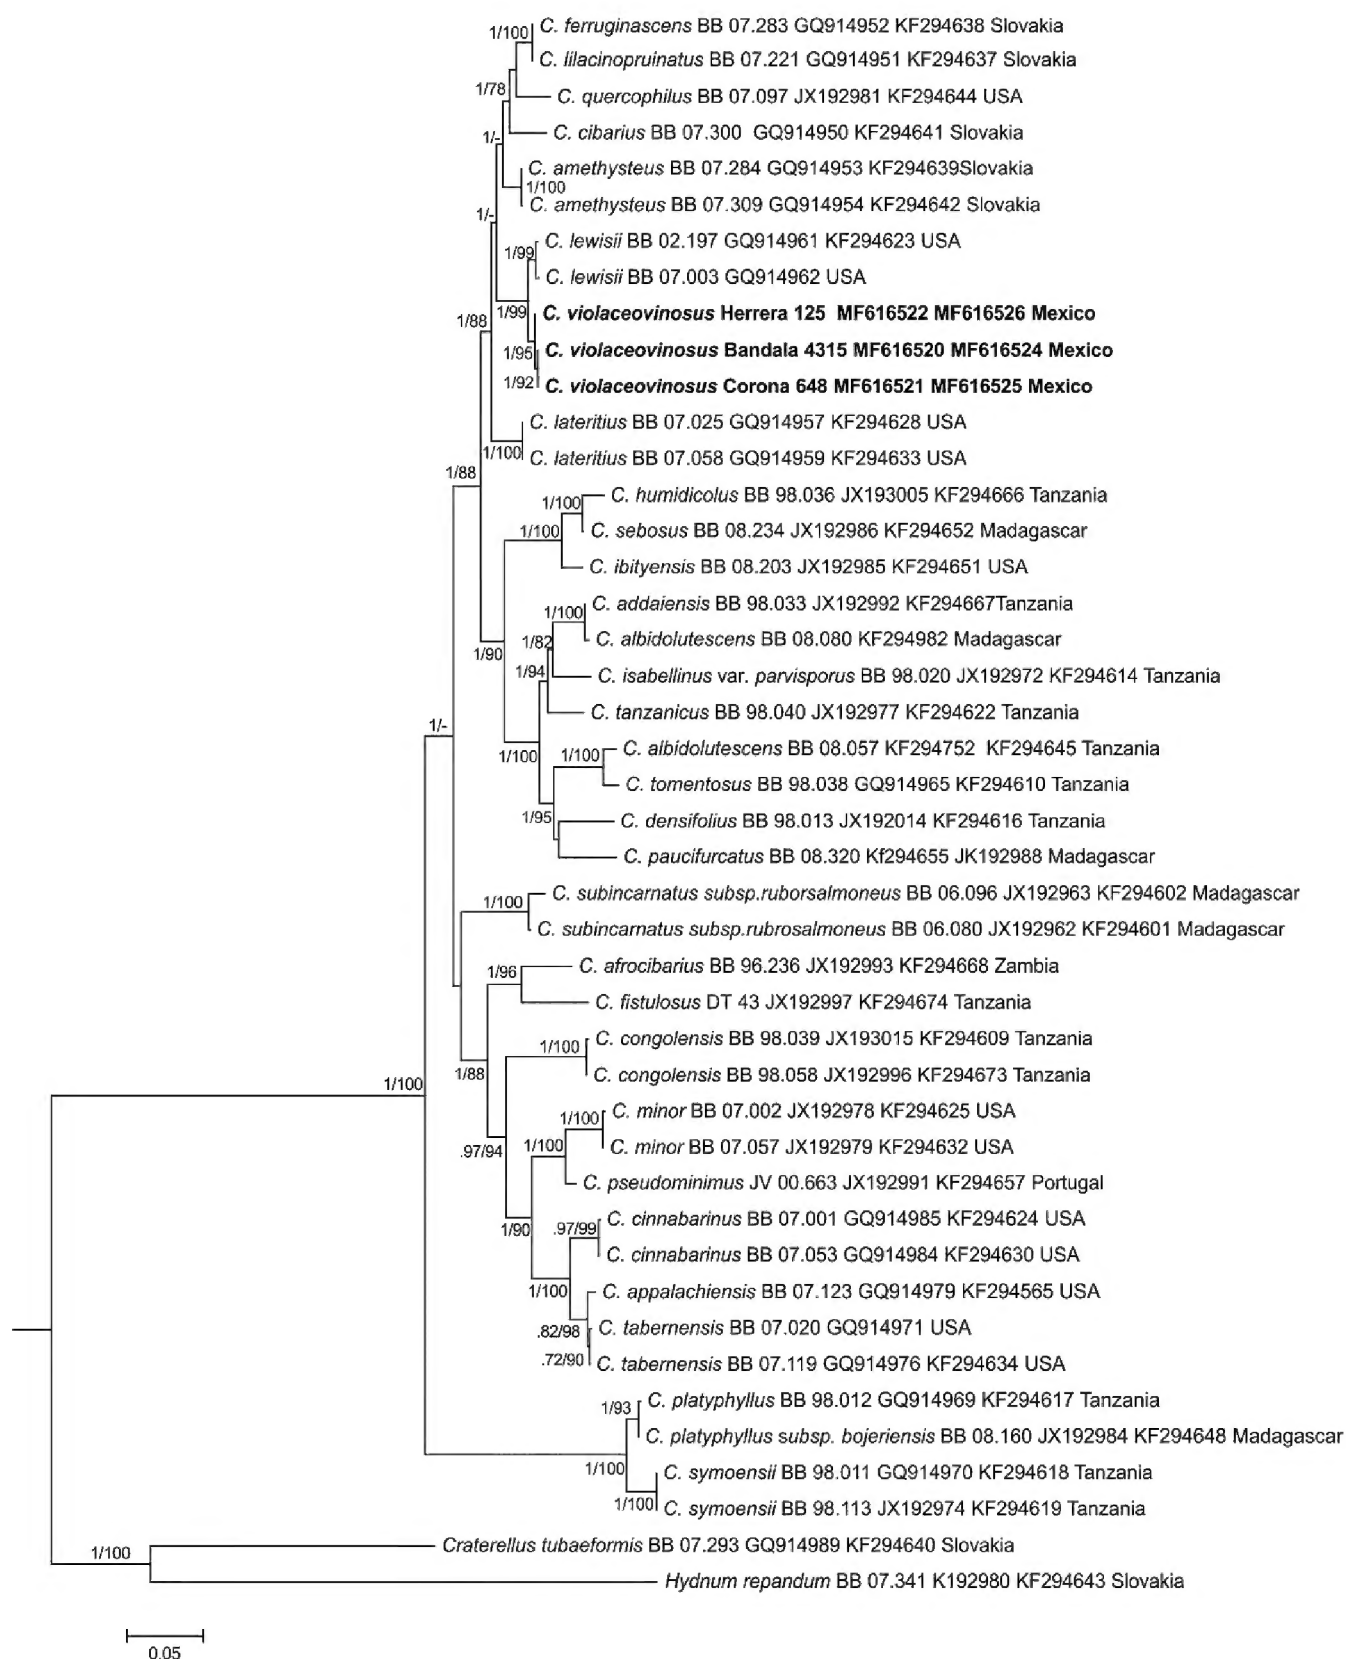 1/100
C. ferruginascens BB 07.283 GQ914952 KF294638 Slovakia
C. lilacinopruinatus BB 07.221 GQ914951 KF294637 Slovakia
1/78
C. quercophilus BB 07.097 JX192981 KF294644 USA
1/-
C. cibarius BB 07.300 GQ914950 KF294641 Slovakia
C. amethysteus BB 07.284 GQ914953 KF294639Slovakia
1/100
C. amethysteus BB 07.309 GQ914954 KF294642 Slovakia
1/-
C. lewisii BB 02.197 GQ914961 KF294623 USA
1/99
C. lewisii BB 07.003 GQ914962 USA
1/99
C. violaceovinosus Herrera 125 MF616522 MF616526 Mexico
1/88
1/95
C. violaceovinosus Bandala 4315 MF616520 MF616524 Mexico
1/92
C. violaceovinosus Corona 648 MF616521 MF616525 Mexico
C. lateritius BB 07.025 GQ914957 KF294628 USA
1/100
C. lateritius BB 07.058 GQ914959 KF294633 USA
1/88
C. humidicolus BB 98.036 JX193005 KF294666 Tanzania
1/100
1/100
C. sebosus BB 08.234 JX192986 KF294652 Madagascar
C. ibityensis BB 08.203 JX192985 KF294651 USA
C. addaiensis BB 98.033 JX192992 KF294667Tanzania
1/100
1/82
C. albidolutescens BB 08.080 KF294982 Madagascar
1/90
1/94
C. isabellinus var. parvisporus BB 98.020 JX192972 KF294614 Tanzania
C. tanzanicus BB 98.040 JX192977 KF294622 Tanzania
1/-
1/100
1/100
C. albidolutescens BB 08.057 KF294752 KF294645 Tanzania
C. tomentosus BB 98.038 GQ914965 KF294610 Tanzania
1/95
C. densifolius BB 98.013 JX192014 KF294616 Tanzania
C. paucifurcatus BB 08.320 Kf294655 JK192988 Madagascar
1/100
C. subincarnatus subsp.ruborsalmoneus BB 06.096 JX192963 KF294602 Madagascar
C. subincarnatus subsp.rubrosalmoneus BB 06.080 JX192962 KF294601 Madagascar
1/96
C. afrocibarius BB 96.236 JX192993 KF294668 Zambia
C. fistulosus DT 43 JX192997 KF294674 Tanzania
1/100
C. congolensis BB 98.039 JX193015 KF294609 Tanzania
1/88
C. congolensis BB 98.058 JX192996 KF294673 Tanzania
1/100
1/100
C. minor BB 07.002 JX192978 KF294625 USA
.97/94
1/100
C. minor BB 07.057 JX192979 KF294632 USA
C. pseudominimus JV 00.663 JX192991 KF294657 Portugal
1/90
.97/99
C. cinnabarinus BB 07.001 GQ914985 KF294624 USA
C. cinnabarinus BB 07.053 GQ914984 KF294630 USA
1/100
C. appalachiensis BB 07.123 GQ914979 KF294565 USA
.82/98
C. tabernensis BB 07.020 GQ914971 USA
.72/90
C. tabernensis BB 07.119 GQ914976 KF294634 USA
1/93
C. platyphyllus BB 98.012 GQ914969 KF294617 Tanzania
C. platyphyllus subsp. bojeriensis BB 08.160 JX192984 KF294648 Madagascar
1/100
C. symoensii BB 98.011 GQ914970 KF294618 Tanzania
1/100
C. symoensii BB 98.113 JX192974 KF294619 Tanzania
1/100
Craterellus tubaeformis BB 07.293 GQ914989 KF294640 Slovakia
Hydnum repandum BB 07.341 K192980 KF294643 Slovakia
0.05